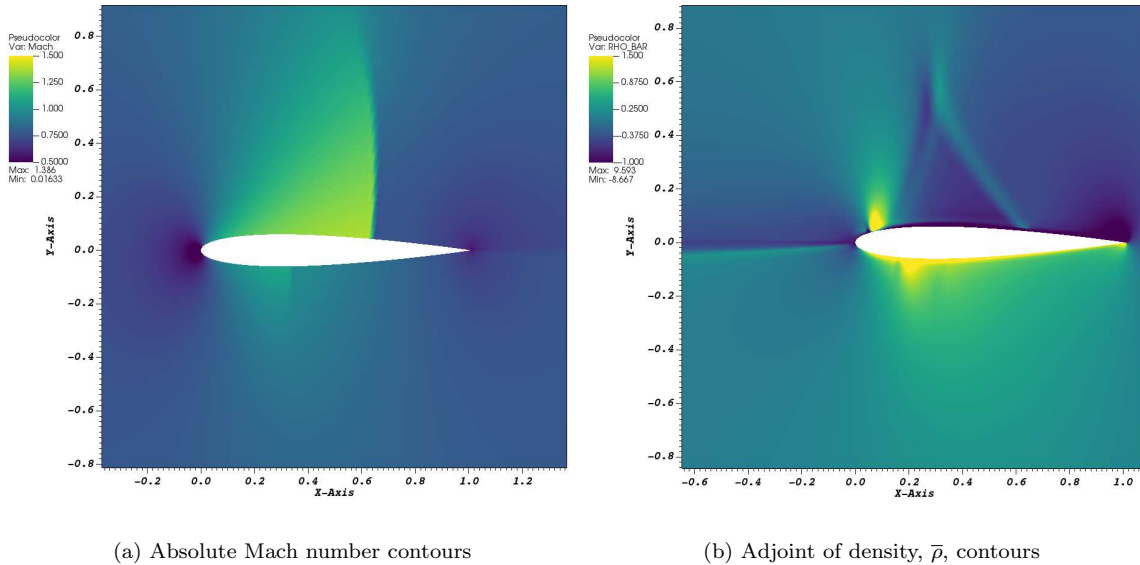 Pseudocolor
Var: Mach
1.500
1.250
1.000
0.7500
0.5000
Max: 1.386
Min: 0.01633
Y-Axis
0.8
0.6
0.4
0.2
0.0
-0.2
-0.4
-0.6
-0.8
-0.2 0.0 0.2 0.4 0.6 0.8 1.0 1.2
X-Axis
(a) Absolute Mach number contours
Pseudocolor
Var: RHO_BAR
1.500
0.8750
0.2500
-0.3750
-1.000
Max: 9.593
Min: -8.667
Y-Axis
0.8
0.6
0.4
0.2
0.0
-0.2
-0.4
-0.6
-0.8
-0.6 -0.4 -0.2 0.0 0.2 0.4 0.6 0.8 1.0
X-Axis
(b) Adjoint of density, ρ̅, contours